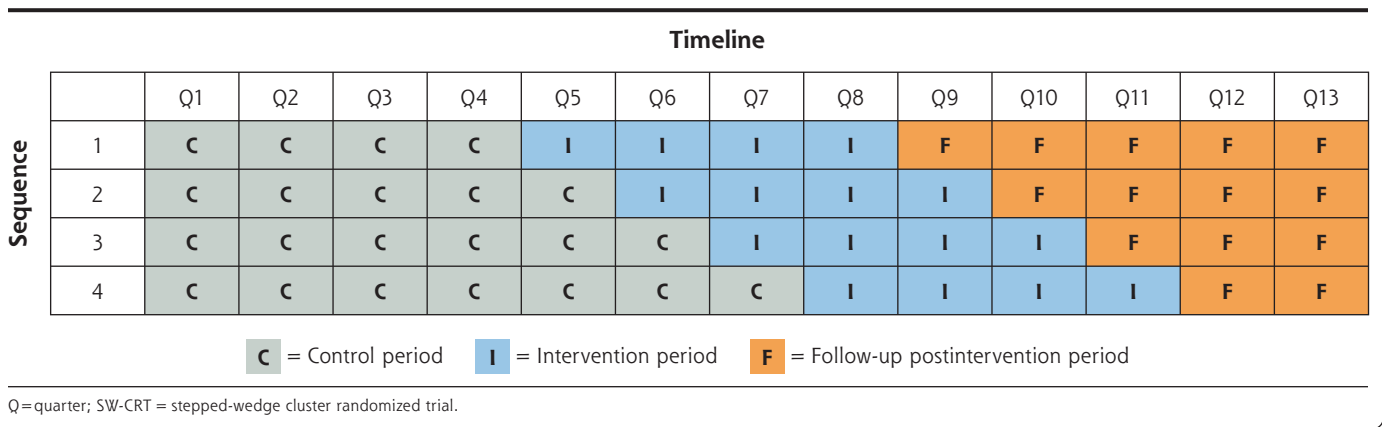 Timeline
Sequence
Q1 Q2 Q3 Q4 Q5 Q6 Q7 Q8 Q9 Q10 Q11 Q12 Q13
1 C C C C I I I I F F F F F
2 C C C C C I I I I F F F F
3 C C C C C C I I I I F F F
4 C C C C C C C I I I I F F
C = Control period I = Intervention period F = Follow-up postintervention period
Q=quarter; SW-CRT = stepped-wedge cluster randomized trial.